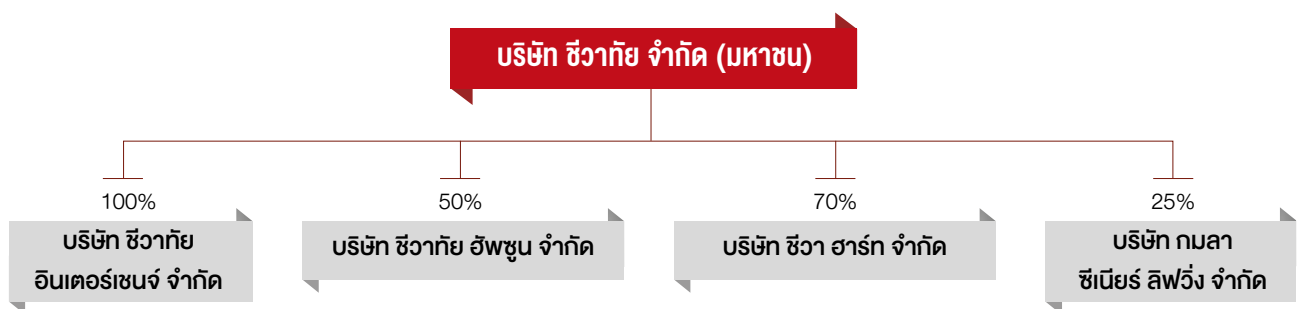 บริษัท ชีวาทัย จำกัด (มหาชน)
100%
50%
70%
25%
บริษัท ชีวาทัย
อินเตอร์เชนจ์ จำกัด
บริษัท ชีวาทัย ฮัพซูน จำกัด
บริษัท ชีวา ฮาร์ท จำกัด
บริษัท กมลา
ซีเนียร์ ลิฟวิ่ง จำกัด